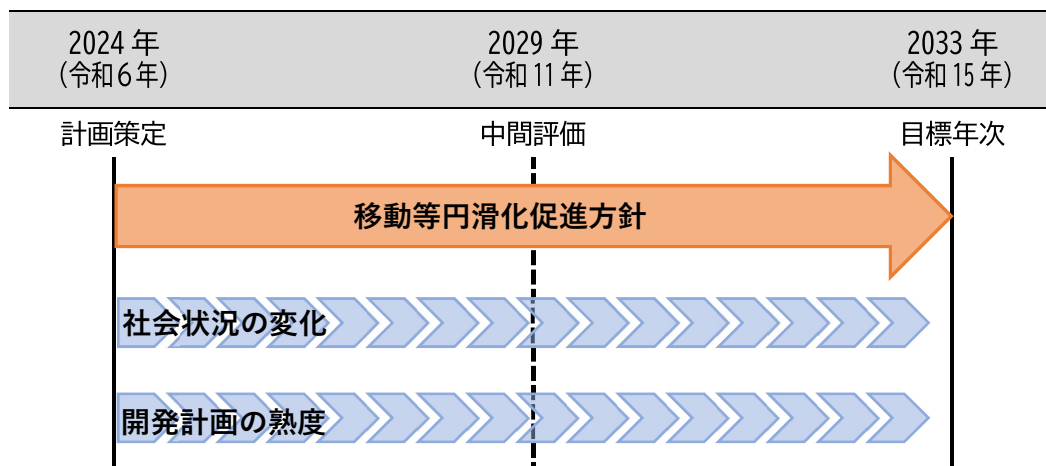 2024 年
(令和6年)
2029 年
(令和 11 年)
2033 年
(令和 15 年)
計画策定
中間評価
目標年次
移動等円滑化促進方針
社会状況の変化
開発計画の熟度